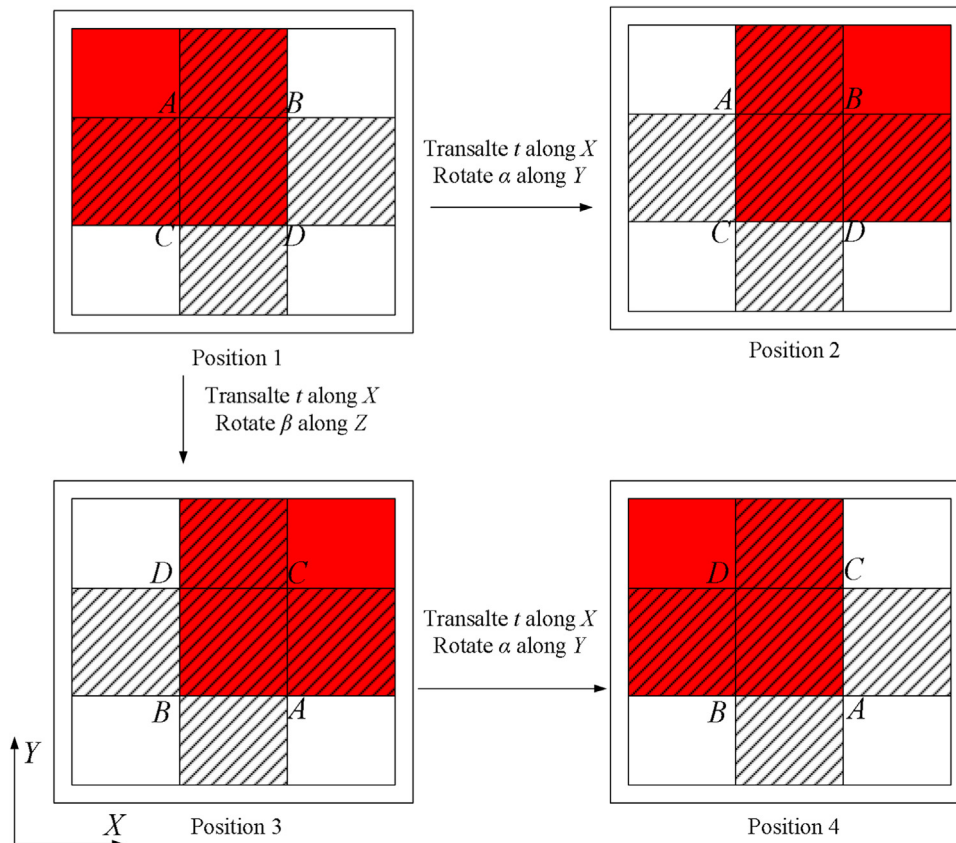 A B
C D
Position 1
Transalte t along X
Rotate α along Y
A B
C D
Position 2
Transalte t along X
Rotate β along Z
D C
B A
Position 3
Transalte t along X
Rotate α along Y
D C
B A
Position 4
Y
X